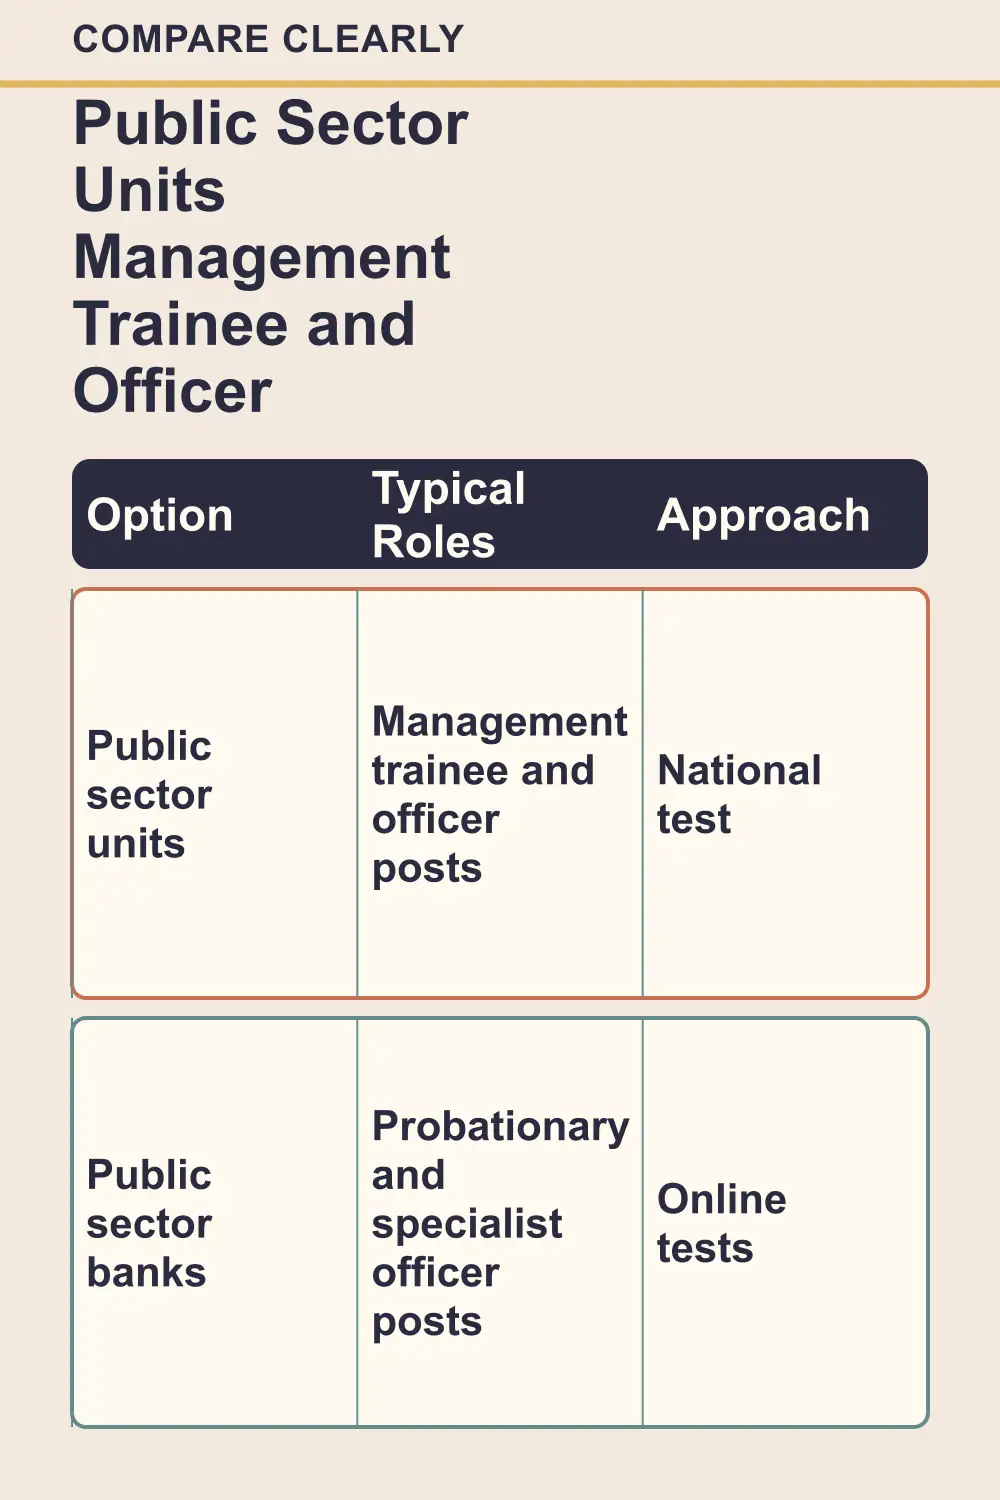 COMPARE CLEARLY
Public Sector
Units
Management
Trainee and
Officer
Option
Typical
Roles
Approach
Public
sector
units
Management
trainee and
officer
posts
National
test
Public
sector
banks
Probationary
and
specialist
officer
posts
Online
tests